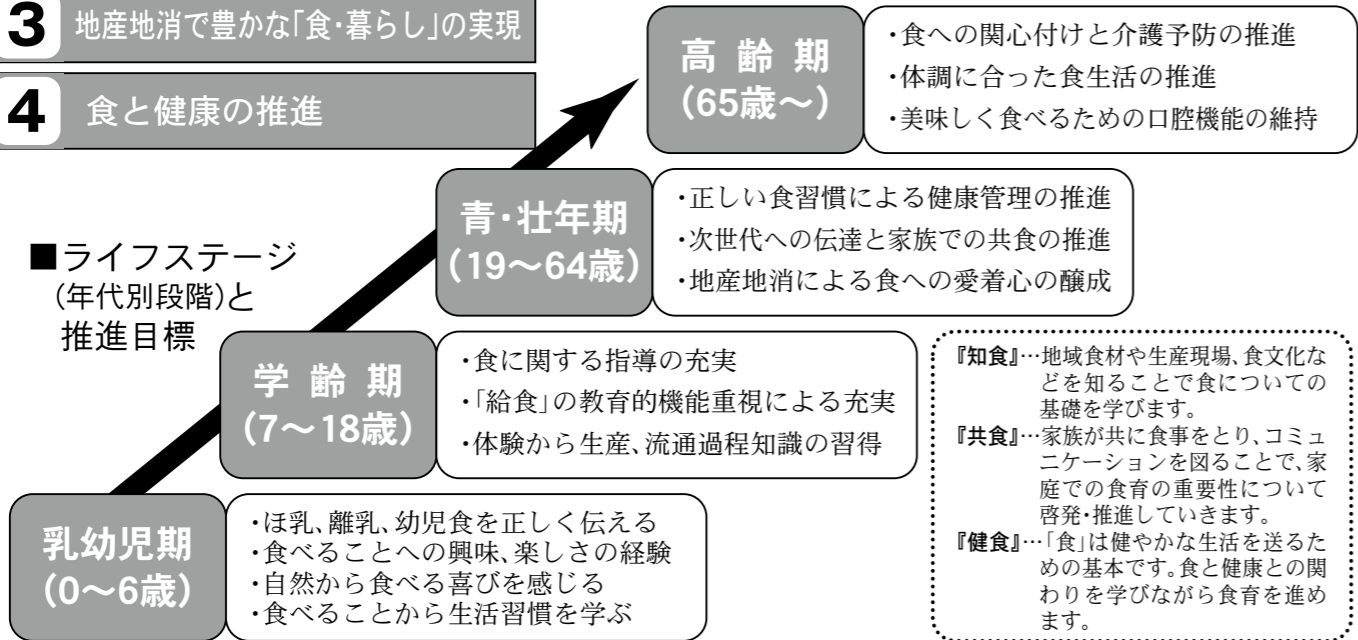 3 地産地消で豊かな「食・暮らし」の実現
4 食と健康の推進
高齢期
(65歳〜)
・食への関心付けと介護予防の推進
・体調に合った食生活の推進
・美味しく食べるための口腔機能の維持
青・壮年期
(19〜64歳)
・正しい食習慣による健康管理の推進
・次世代への伝達と家族での共食の推進
・地産地消による食への愛着心の醸成
■ライフステージ
(年代別段階)と
推進目標
学齢期
(7〜18歳)
・食に関する指導の充実
・「給食」の教育的機能重視による充実
・体験から生産、流通過程知識の習得
乳幼児期
(0〜6歳)
・ほ乳、離乳、幼児食を正しく伝える
・食べることへの興味、楽しさの経験
・自然から食べる喜びを感じる
・食べることから生活習慣を学ぶ
『知食』…地域食材や生産現場、食文化な
どを知ることで食についての
基礎を学びます。
『共食』…家族が共に食事をとり、コミュ
ニケーションを図ることで、家
庭での食育の重要性について
啓発・推進していきます。
『健食』…「食」は健やかな生活を送るた
めの基本です。食と健康との関
わりを学びながら食育を進め
ます。